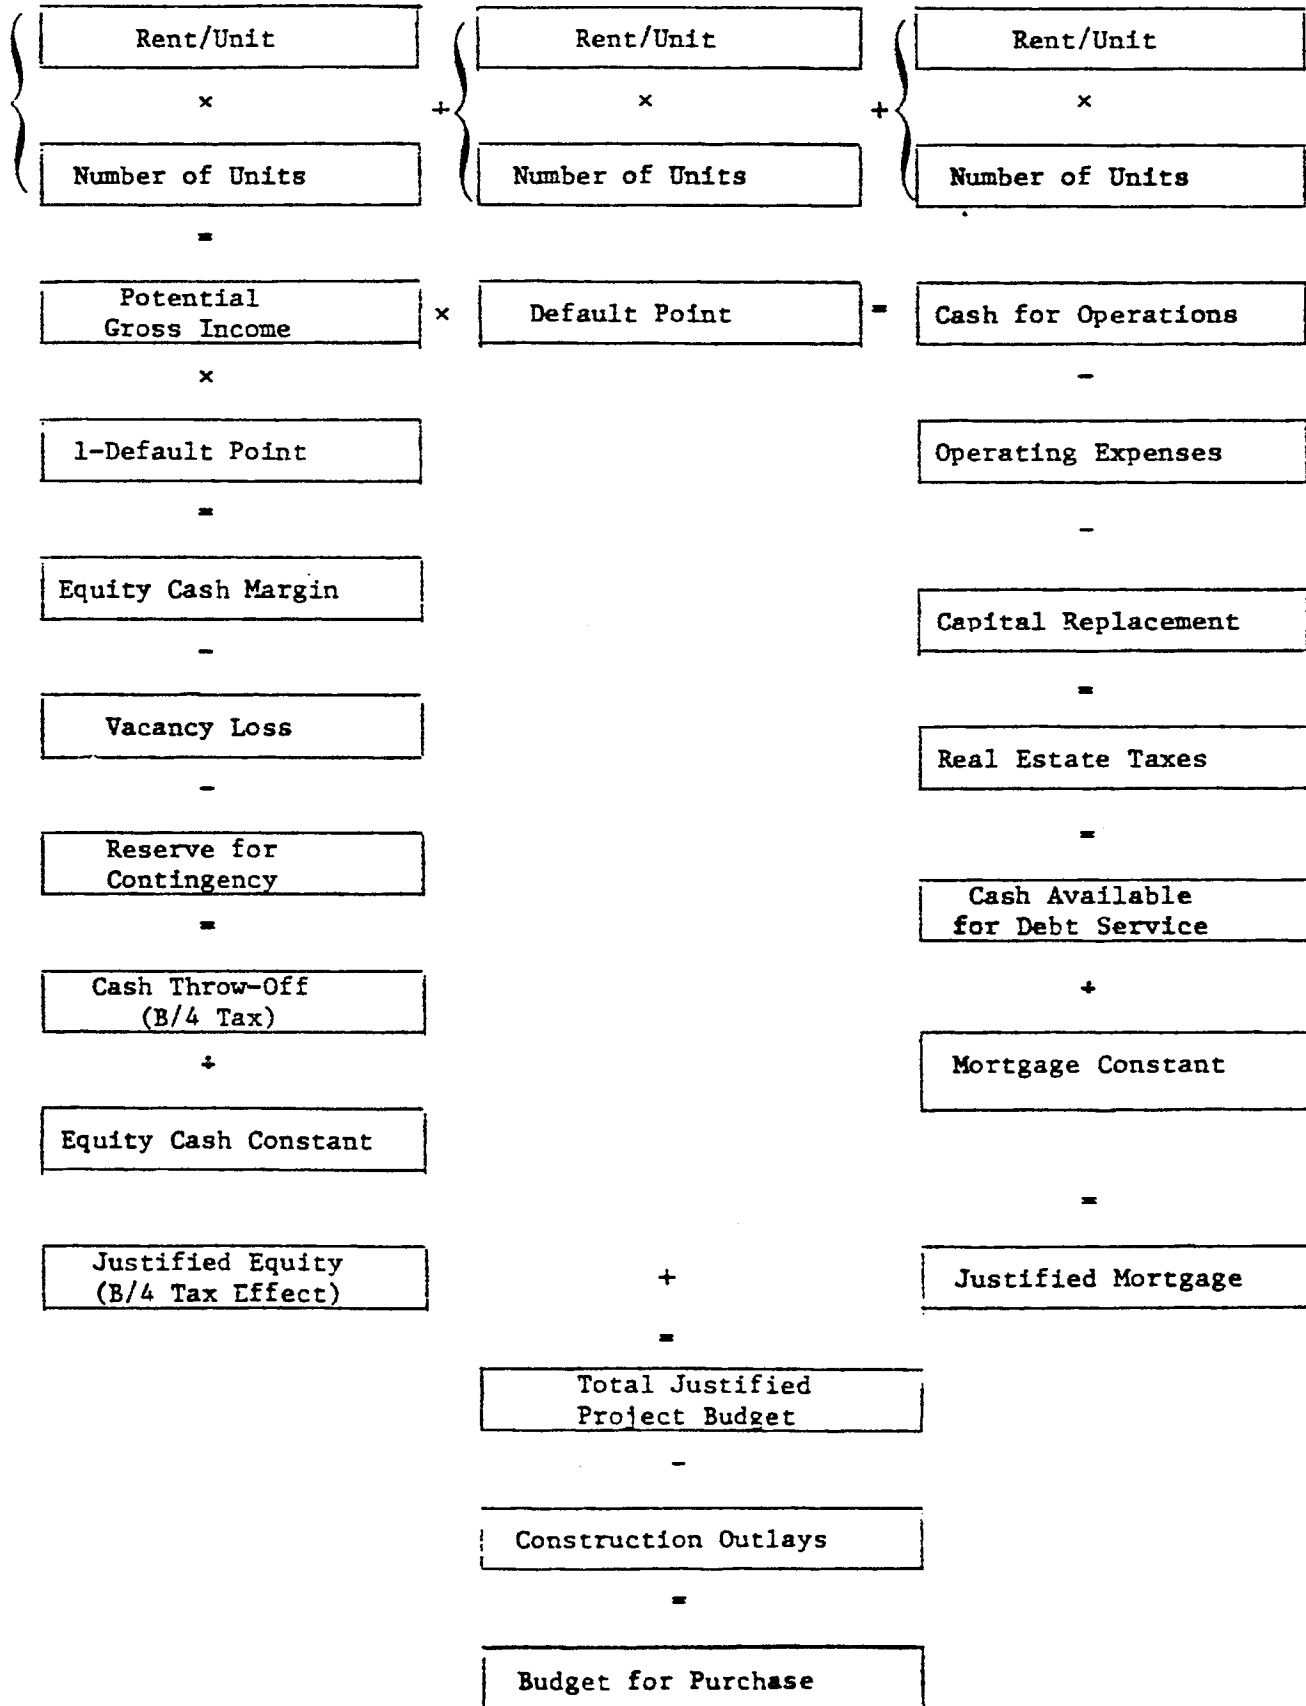 Rent/Unit Rent/Unit Rent/Unit
× × ×
+ +
Number of Units Number of Units Number of Units
=
Potential
Gross Income × Default Point = Cash for Operations
× -
1-Default Point Operating Expenses
= -
Equity Cash Margin Capital Replacement
- =
Vacancy Loss Real Estate Taxes
- =
Reserve for
Contingency
Cash Available
for Debt Service
=
Cash Throw-Off
(B/4 Tax)
÷
÷ Mortgage Constant
Equity Cash Constant
=
Justified Equity
(B/4 Tax Effect) + Justified Mortgage
=
Total Justified
Project Budget
-
Construction Outlays
=
Budget for Purchase